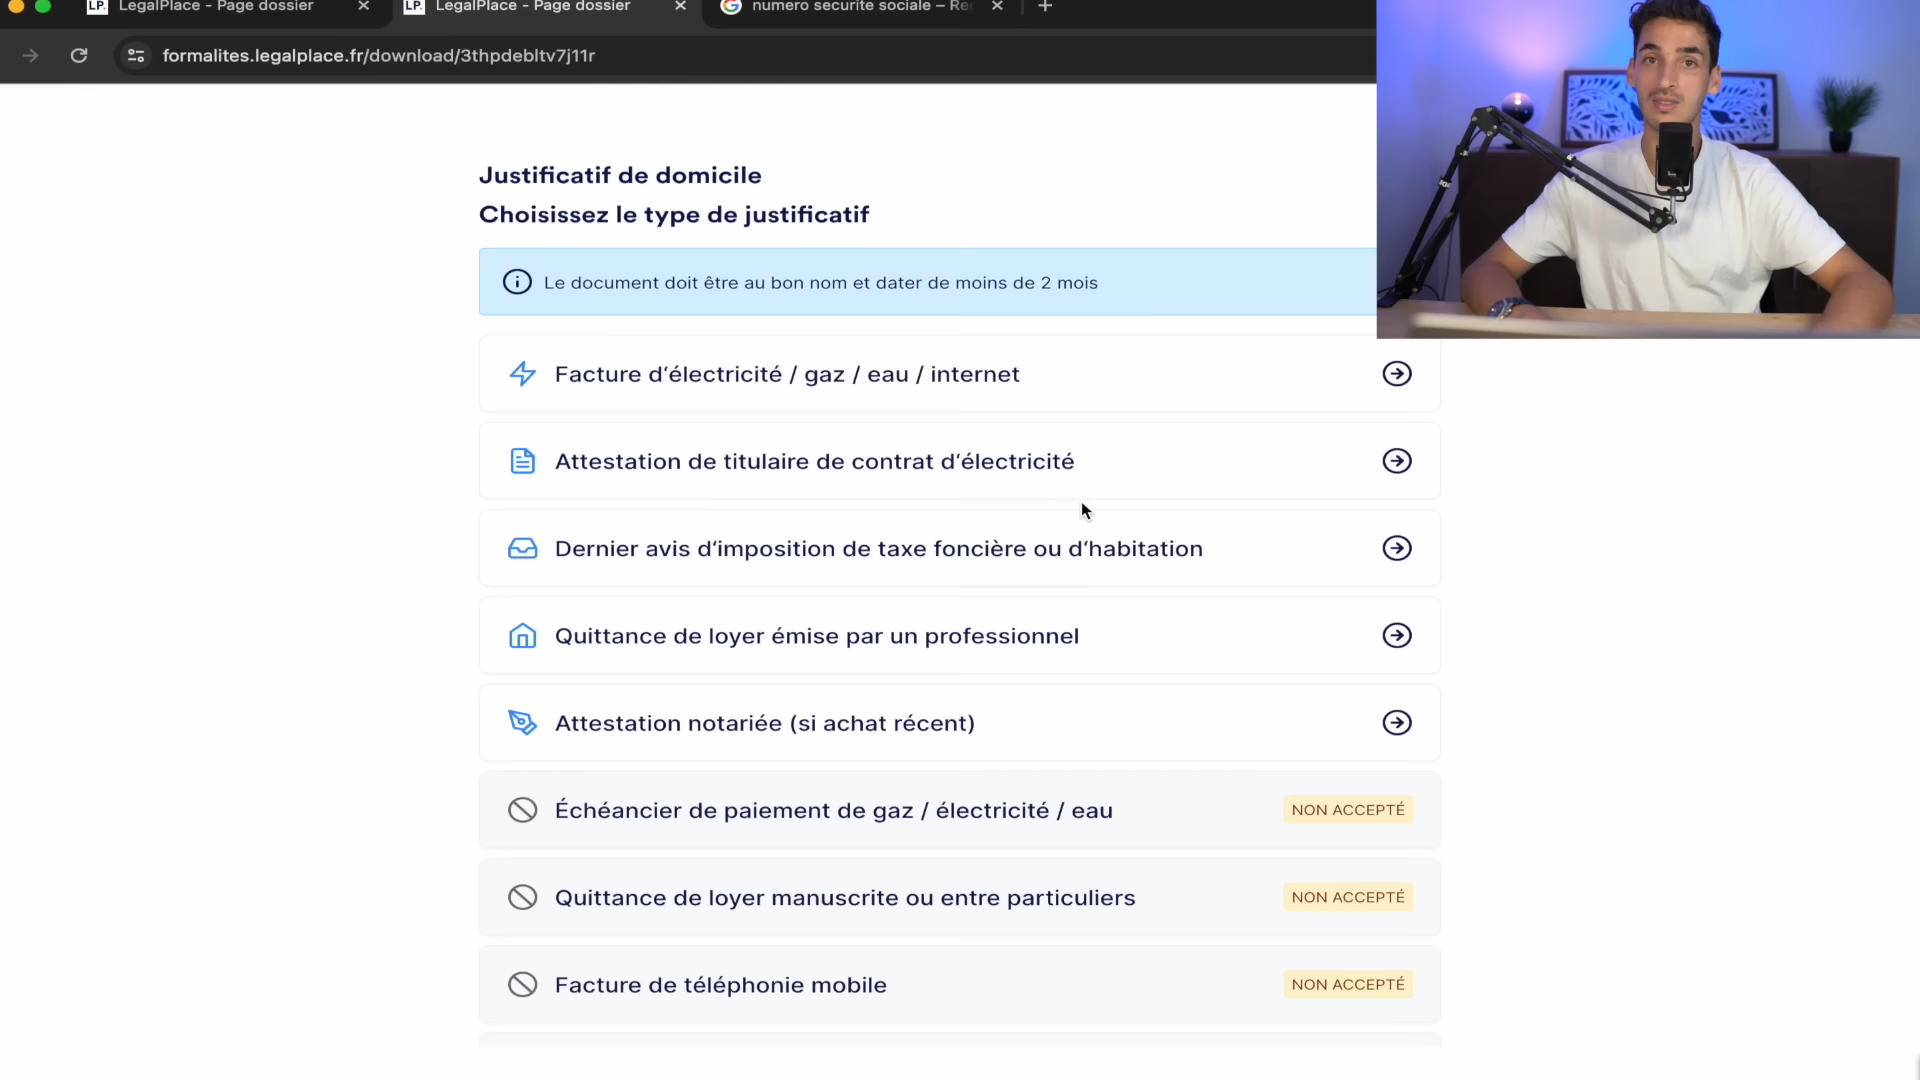 LP. LegalPlace - Page dossier
LP. LegalPlace - Page dossier
numero securite sociale – Re
formalites.legalplace.fr/download/3thpdebltv7j11r
Justificatif de domicile
Choisissez le type de justificatif
Le document doit être au bon nom et dater de moins de 2 mois
Facture d‘électricité / gaz / eau / internet
Attestation de titulaire de contrat d‘électricité
Dernier avis d‘imposition de taxe foncière ou d‘habitation
Quittance de loyer émise par un professionnel
Attestation notariée (si achat récent)
Échéancier de paiement de gaz / électricité / eau NON ACCEPTÉ
Quittance de loyer manuscrite ou entre particuliers NON ACCEPTÉ
Facture de téléphonie mobile NON ACCEPTÉ